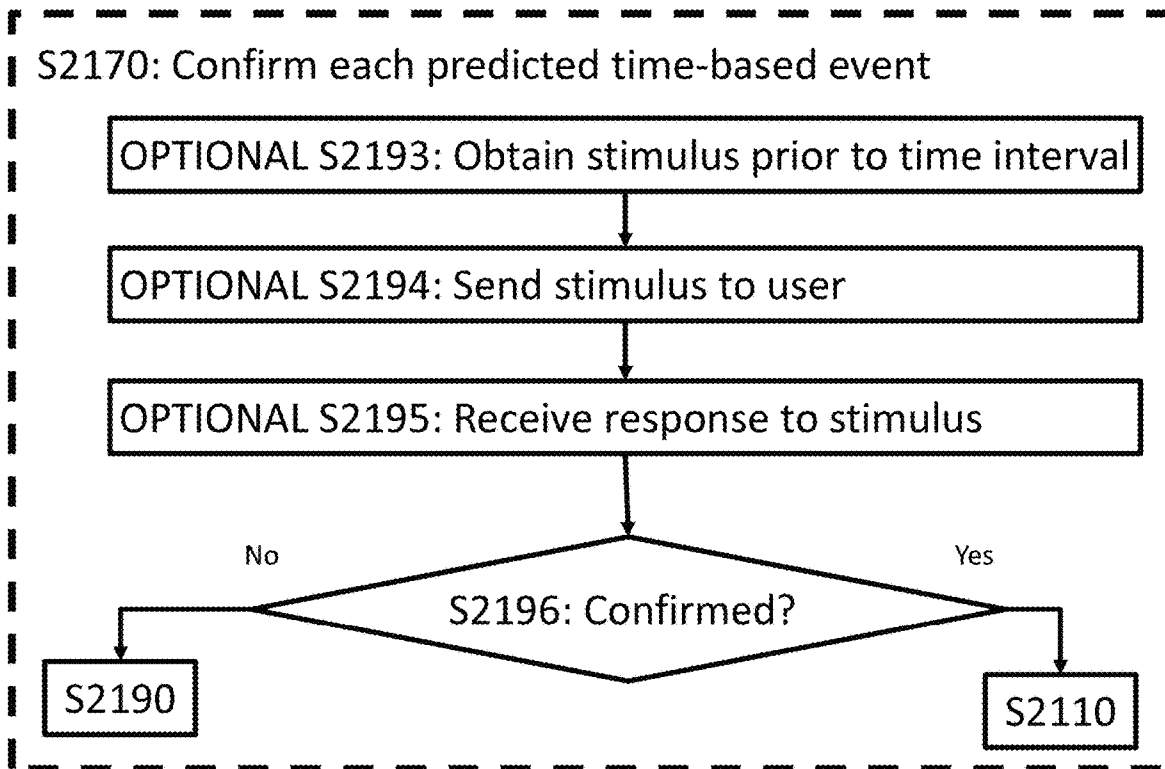 S2170: Confirm each predicted time-based event
OPTIONAL S2193: Obtain stimulus prior to time interval
OPTIONAL S2194: Send stimulus to user
OPTIONAL S2195: Receive response to stimulus
No
Yes
S2196: Confirmed?
S2190
S2110